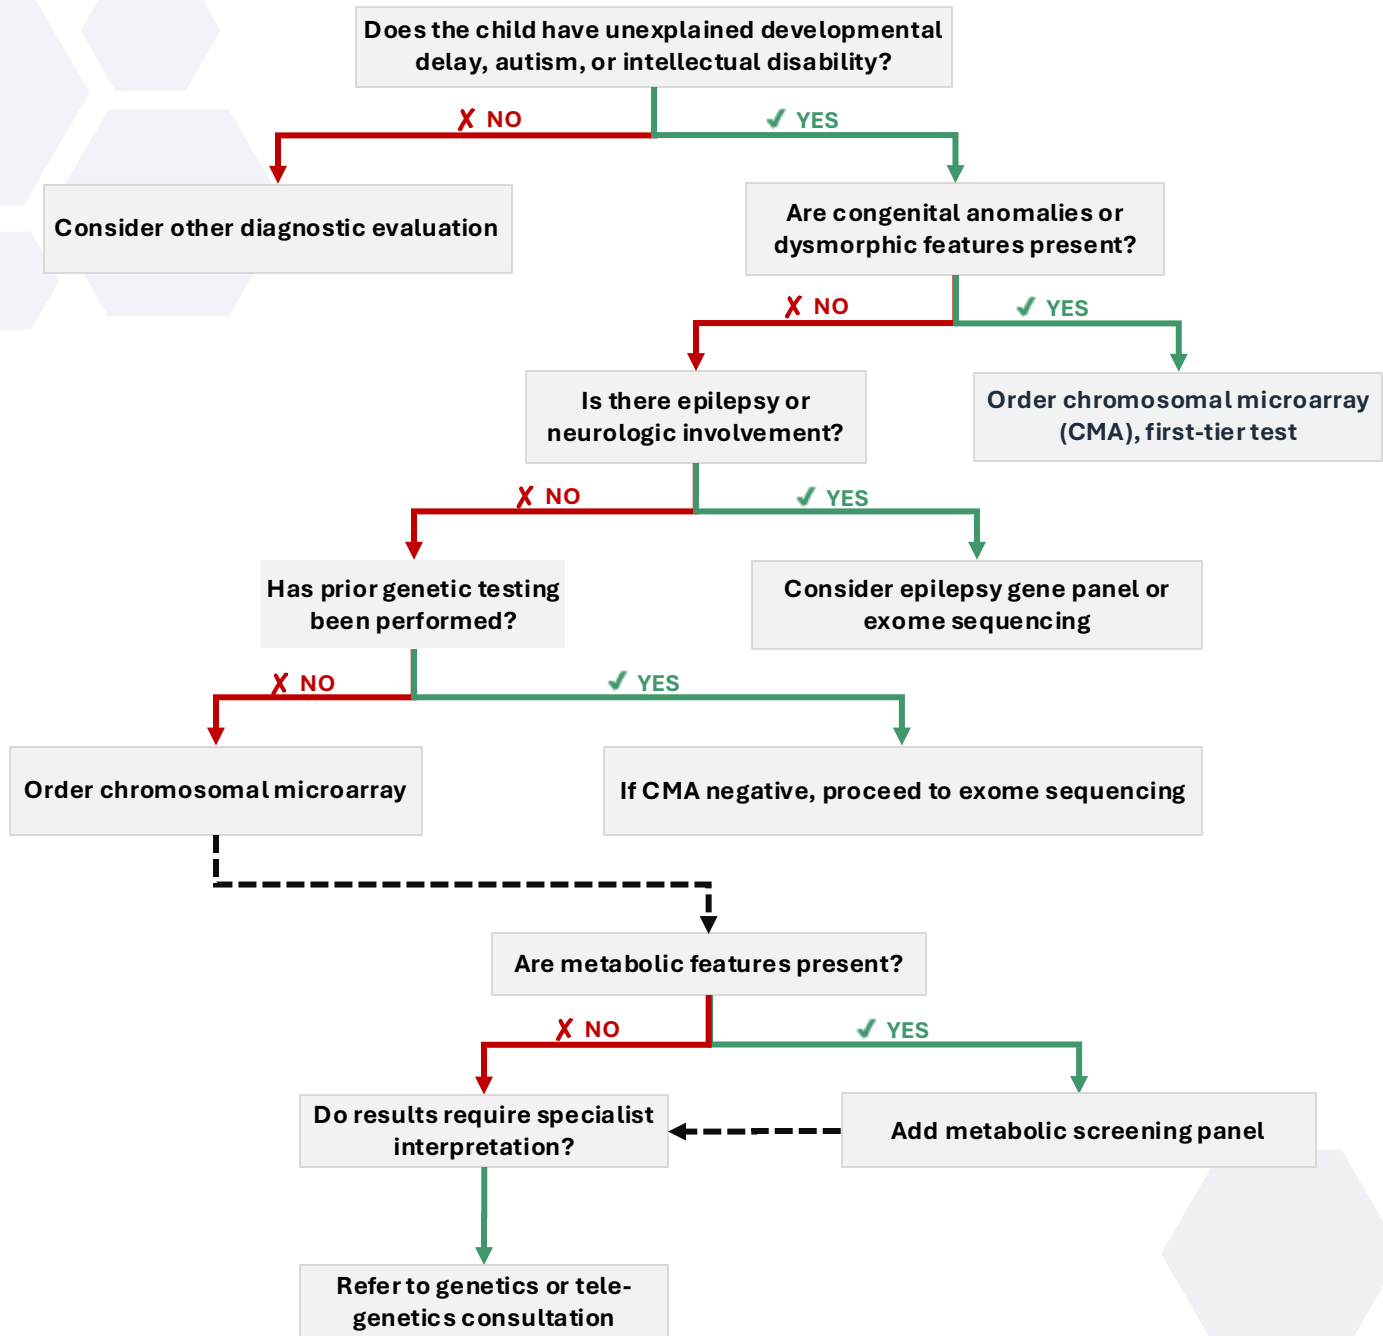 Does the child have unexplained developmental
delay, autism, or intellectual disability?
✗ NO
✓ YES
Consider other diagnostic evaluation
Are congenital anomalies or
dysmorphic features present?
✗ NO
✓ YES
Is there epilepsy or
neurologic involvement?
Order chromosomal microarray
(CMA), first-tier test
✗ NO
✓ YES
Has prior genetic testing
been performed?
Consider epilepsy gene panel or
exome sequencing
✗ NO
✓ YES
Order chromosomal microarray
If CMA negative, proceed to exome sequencing
Are metabolic features present?
✗ NO
✓ YES
Do results require specialist
interpretation?
Add metabolic screening panel
Refer to genetics or tele-
genetics consultation